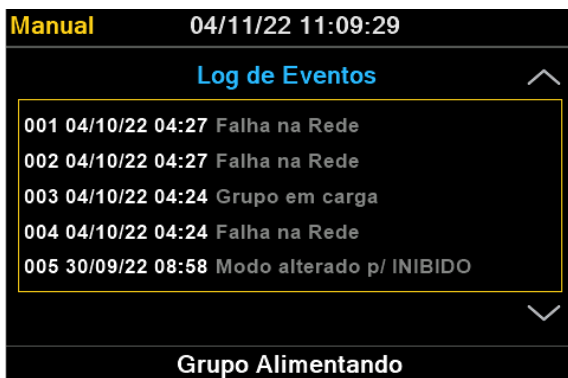 Manual 04/11/22 11:09:29
Log de Eventos
001 04/10/22 04:27 Falha na Rede
002 04/10/22 04:27 Falha na Rede
003 04/10/22 04:24 Grupo em carga
004 04/10/22 04:24 Falha na Rede
005 30/09/22 08:58 Modo alterado p/ INIBIDO
Grupo Alimentando